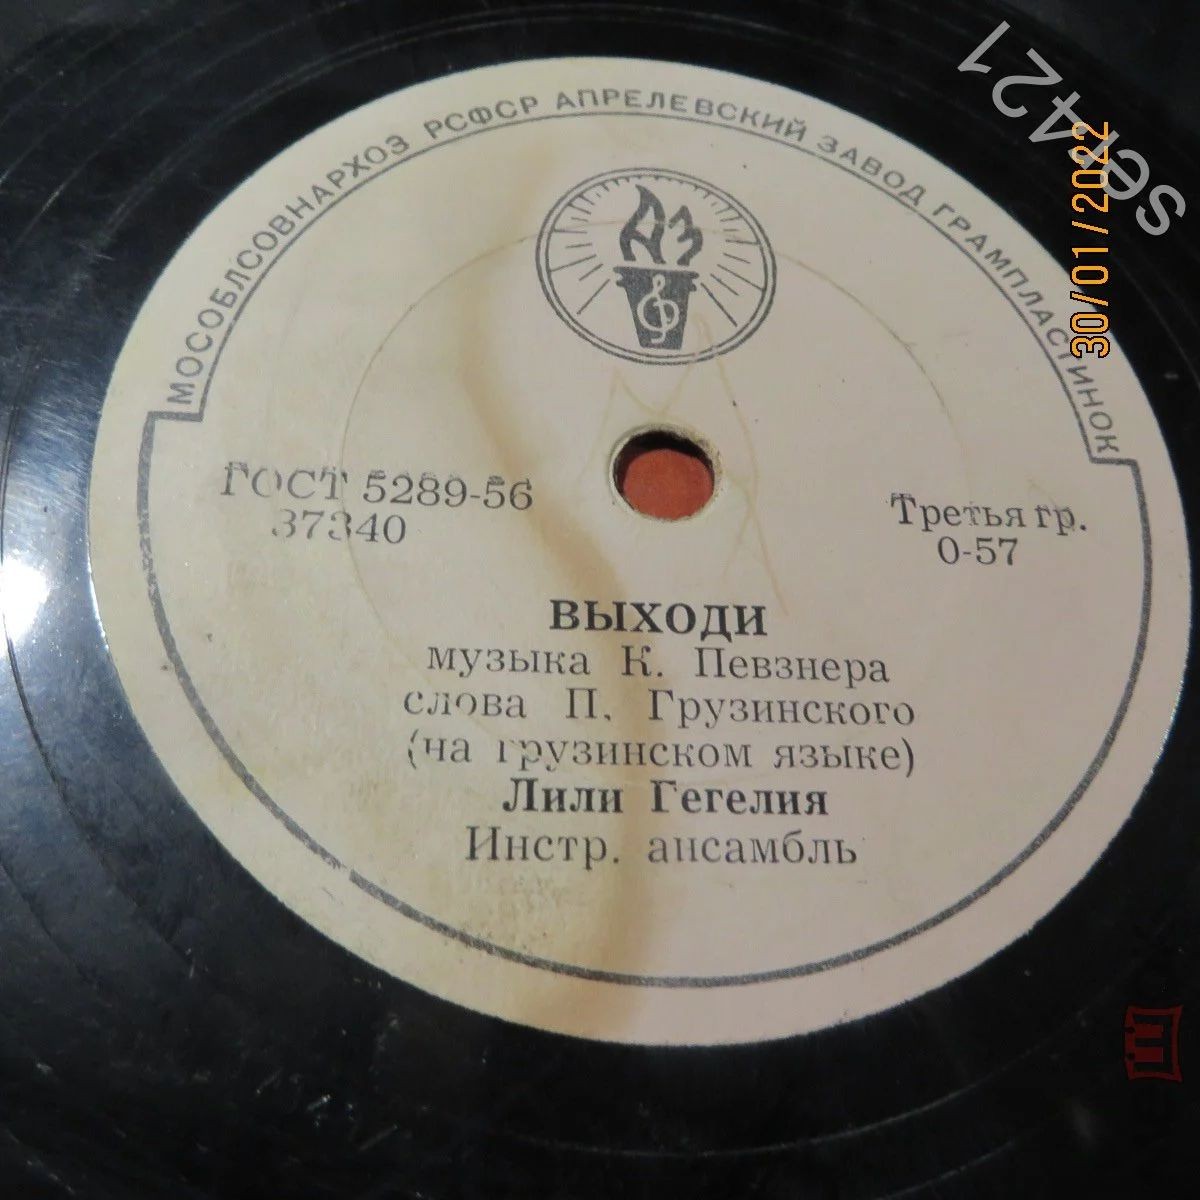 МОСОБЛСОВНАРХОЗ РСФСР АПРЕЛЕВСКИЙ ЗАВОД ГРАМПЛАСТИНОК
АЗ
ГОСТ 5289-56
37340
Третья гр.
0-57
ВЫХОДИ
музыка К. Певзнера
слова П. Грузинского
(на грузинском языке)
Лили Гегелия
Инстр. ансамбль
ser421
30/01/2022